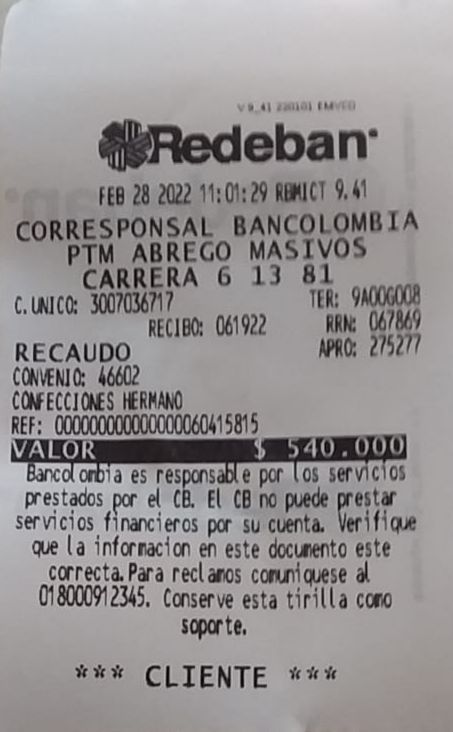 V 9_41 220101 EMVCO
Redeban
FEB 28 2022 11:01:29 RBMICT 9.41
CORRESPONSAL BANCOLOMBIA
PTM ABREGO MASIVOS
CARRERA 6 13 81
C. UNICO: 3007036717 TER: 9A00G008
RECIBO: 061922 RRN: 067869
RECAUDO APRO: 275277
CONVENIO: 46602
CONFECCIONES HERMANO
REF: 000000000000000060415815
VALOR $ 540.000
Bancolombia es responsable por los servicios
prestados por el CB. El CB no puede prestar
servicios financieros por su cuenta. Verifique
que la informacion en este documento este
correcta. Para reclamos comuniquese al
018000912345. Conserve esta tirilla como
soporte.
*** CLIENTE ***